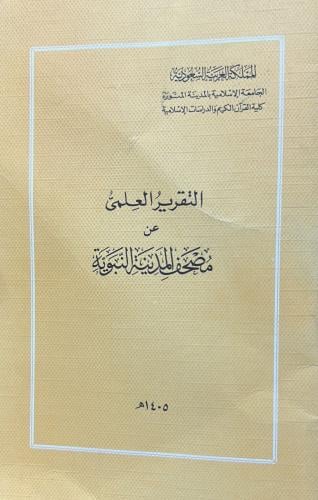 المملكة العربية السعودية
الجامعة الإسلامية بالمدينة المنورة
كلية القرآن الكريم والدراسات الإسلامية
التقرير العلمي
عن
مصحف المدينة النبوية
١٤٠٥هـ